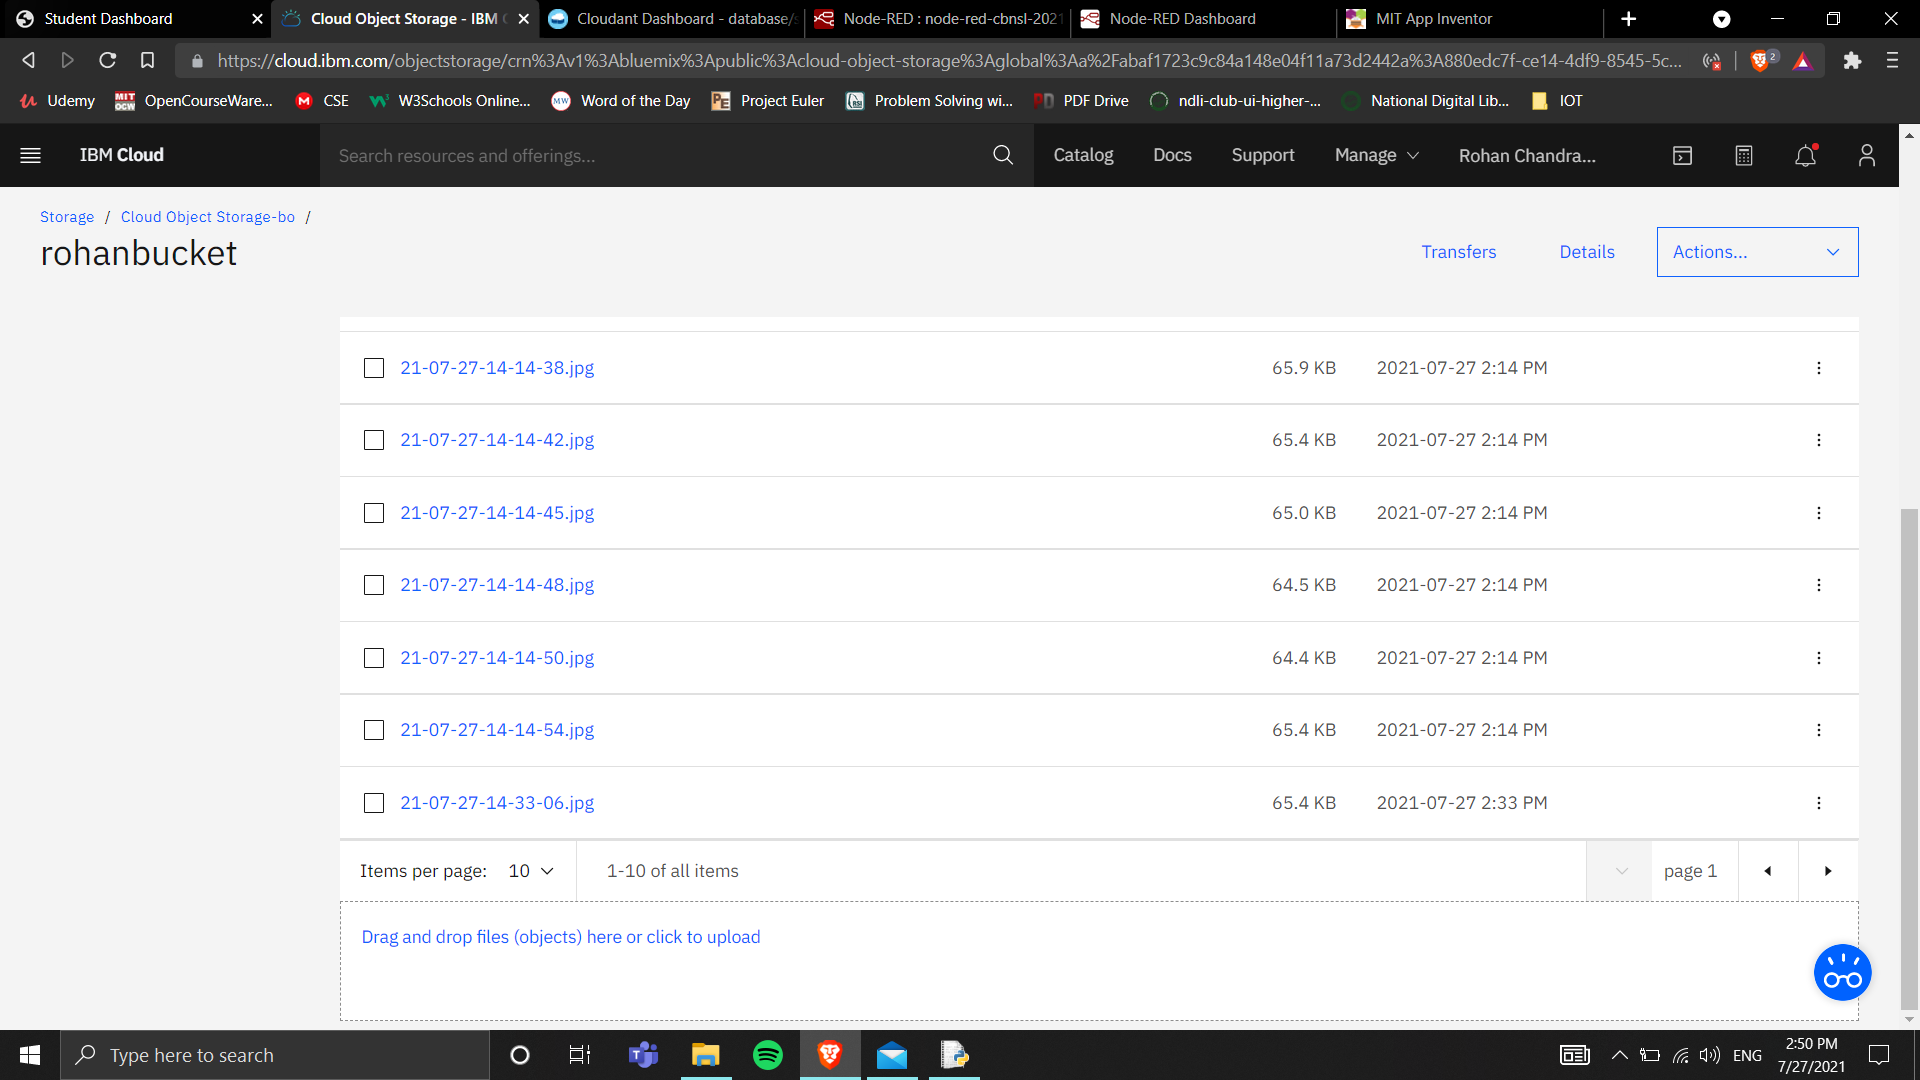 Student Dashboard
Cloud Object Storage - IBM C
Cloudant Dashboard - database/s
Node-RED : node-red-cbnsl-2021
Node-RED Dashboard
MIT App Inventor
https://cloud.ibm.com/objectstorage/crn%3Av1%3Abluemix%3Apublic%3Acloud-object-storage%3Aglobal%3Aa%2Fabaf1723c9c84a148e04f11a73d2442a%3A880edc7f-ce14-4df9-8545-5c...
2
Udemy
MIT OCW OpenCourseWare...
CSE
W3Schools Online...
Word of the Day
Project Euler
Problem Solving wi...
PDF Drive
ndli-club-ui-higher-...
National Digital Lib...
IOT
IBM Cloud
Search resources and offerings...
Catalog
Docs
Support
Manage
Rohan Chandra...
Storage / Cloud Object Storage-bo /
rohanbucket
Transfers
Details
Actions...
21-07-27-14-14-38.jpg 65.9 KB 2021-07-27 2:14 PM
21-07-27-14-14-42.jpg 65.4 KB 2021-07-27 2:14 PM
21-07-27-14-14-45.jpg 65.0 KB 2021-07-27 2:14 PM
21-07-27-14-14-48.jpg 64.5 KB 2021-07-27 2:14 PM
21-07-27-14-14-50.jpg 64.4 KB 2021-07-27 2:14 PM
21-07-27-14-14-54.jpg 65.4 KB 2021-07-27 2:14 PM
21-07-27-14-33-06.jpg 65.4 KB 2021-07-27 2:33 PM
Items per page: 10
1-10 of all items
page 1
Drag and drop files (objects) here or click to upload
Type here to search
ENG
2:50 PM
7/27/2021